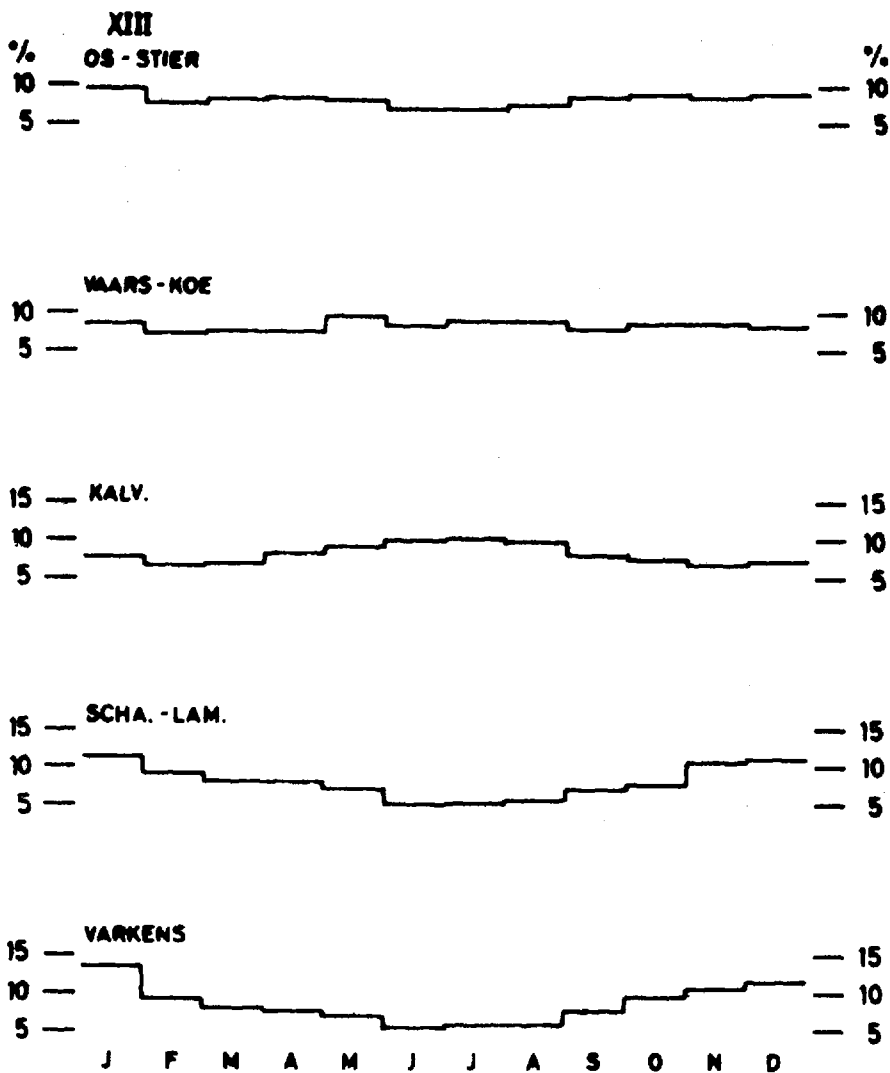 XIII
% OS - STIER %
10 10
5 5
VAARS - KOE
10 10
5 5
15 KALV. 15
10 10
5 5
15 SCHA. - LAM. 15
10 10
5 5
VARKENS
15 15
10 10
5 5
J F M A M J J A S O N D